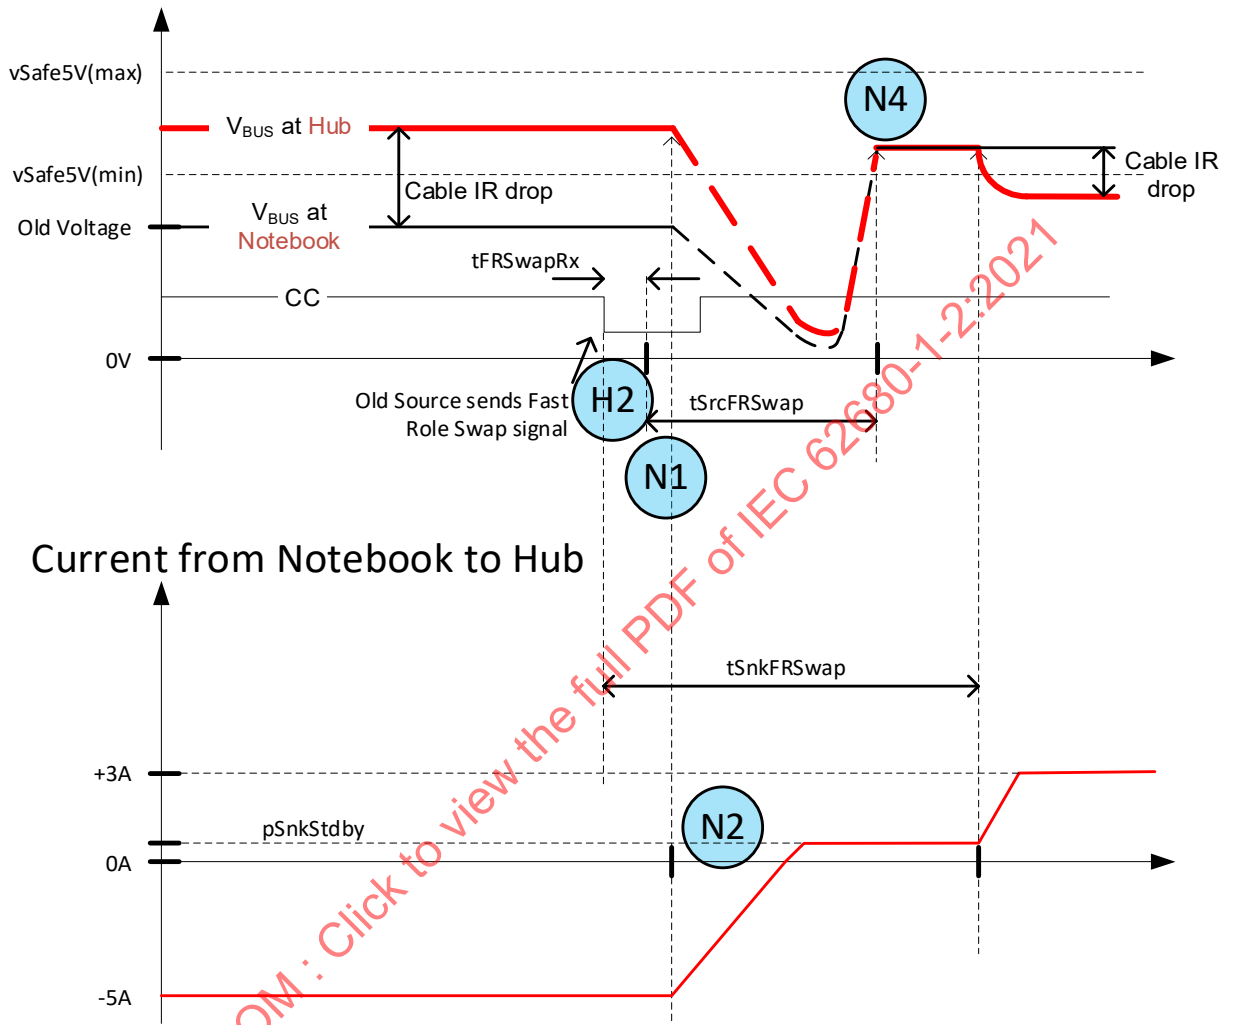 vSafe5V(max)
N4
VBUS at Hub
vSafe5V(min)
Cable IR drop
Cable IR
drop
Old Voltage
VBUS at
Notebook
tFRSwapRx
CC
0V
H2
Old Source sends Fast
Role Swap signal
tSrcFRSwap
N1
Current from Notebook to Hub
tSnkFRSwap
+3A
N2
pSnkStdby
0A
-5A
OM : Click to view the full PDF of IEC 62680-1-2:2021